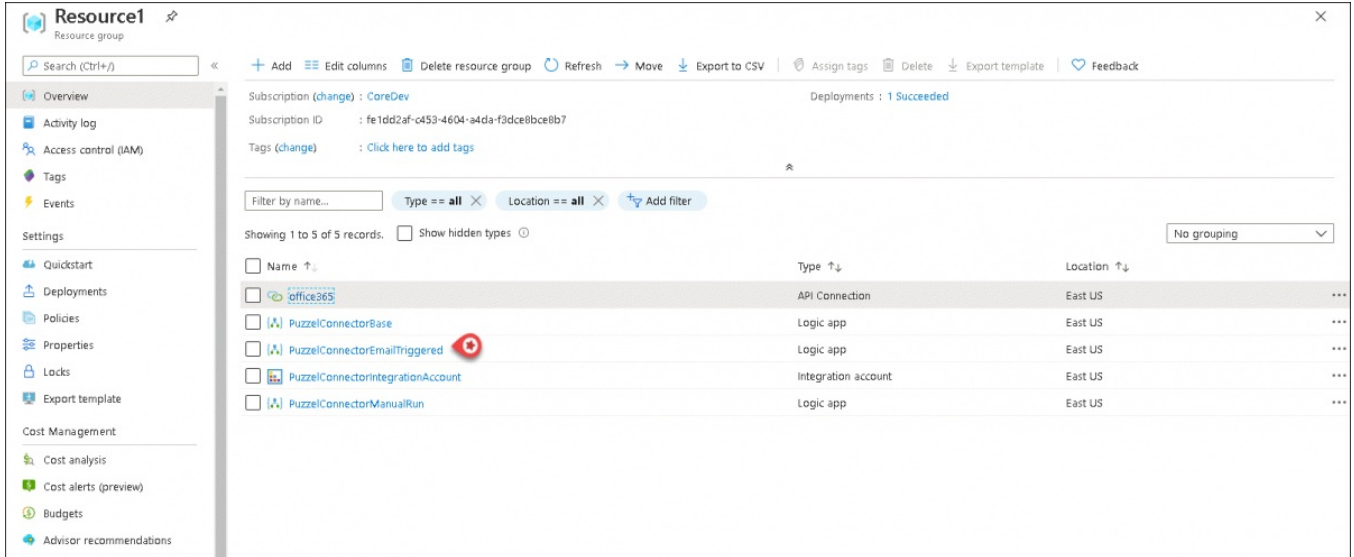 Resource1
Resource group
Search (Ctrl+/)
Overview
Activity log
Access control (IAM)
Tags
Events
Settings
Quickstart
Deployments
Policies
Properties
Locks
Export template
Cost Management
Cost analysis
Cost alerts (preview)
Budgets
Advisor recommendations
Add Edit columns Delete resource group Refresh Move Export to CSV Assign tags Delete Export template Feedback
Subscription (change) : CoreDev Deployments : 1 Succeeded
Subscription ID : fe1dd2af-c453-4604-a4da-f3dce8bce8b7
Tags (change) : Click here to add tags
Filter by name... Type == all Location == all Add filter
Showing 1 to 5 of 5 records. Show hidden types No grouping
Name Type Location
office365 API Connection East US
PuzzelConnectorBase Logic app East US
PuzzelConnectorEmailTriggered Logic app East US
PuzzelConnectorIntegrationAccount Integration account East US
PuzzelConnectorManualRun Logic app East US